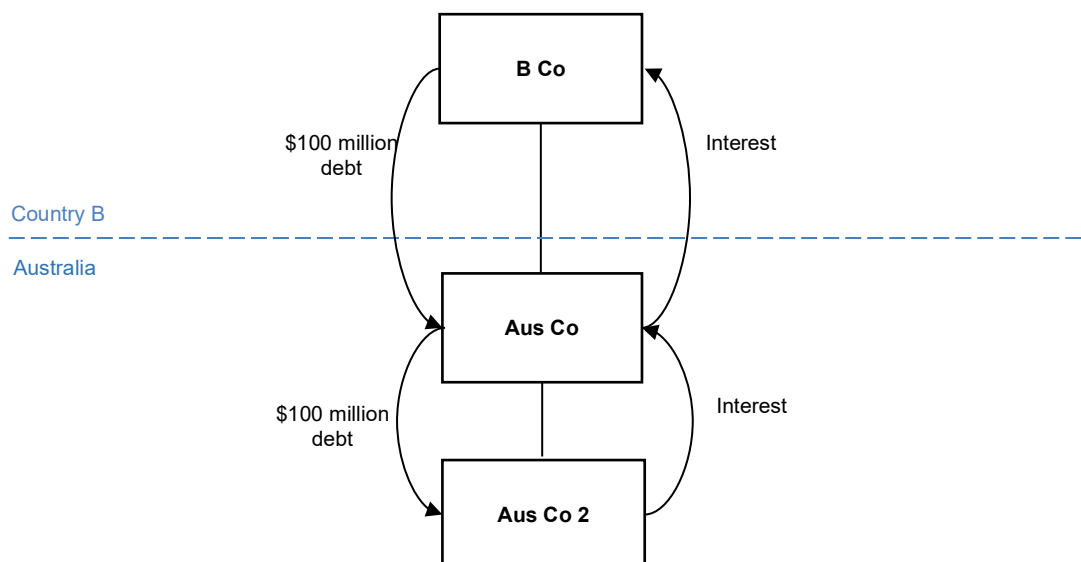 B Co
$100 million
debt
Interest
Country B
Australia
Aus Co
$100 million
debt
Interest
Aus Co 2